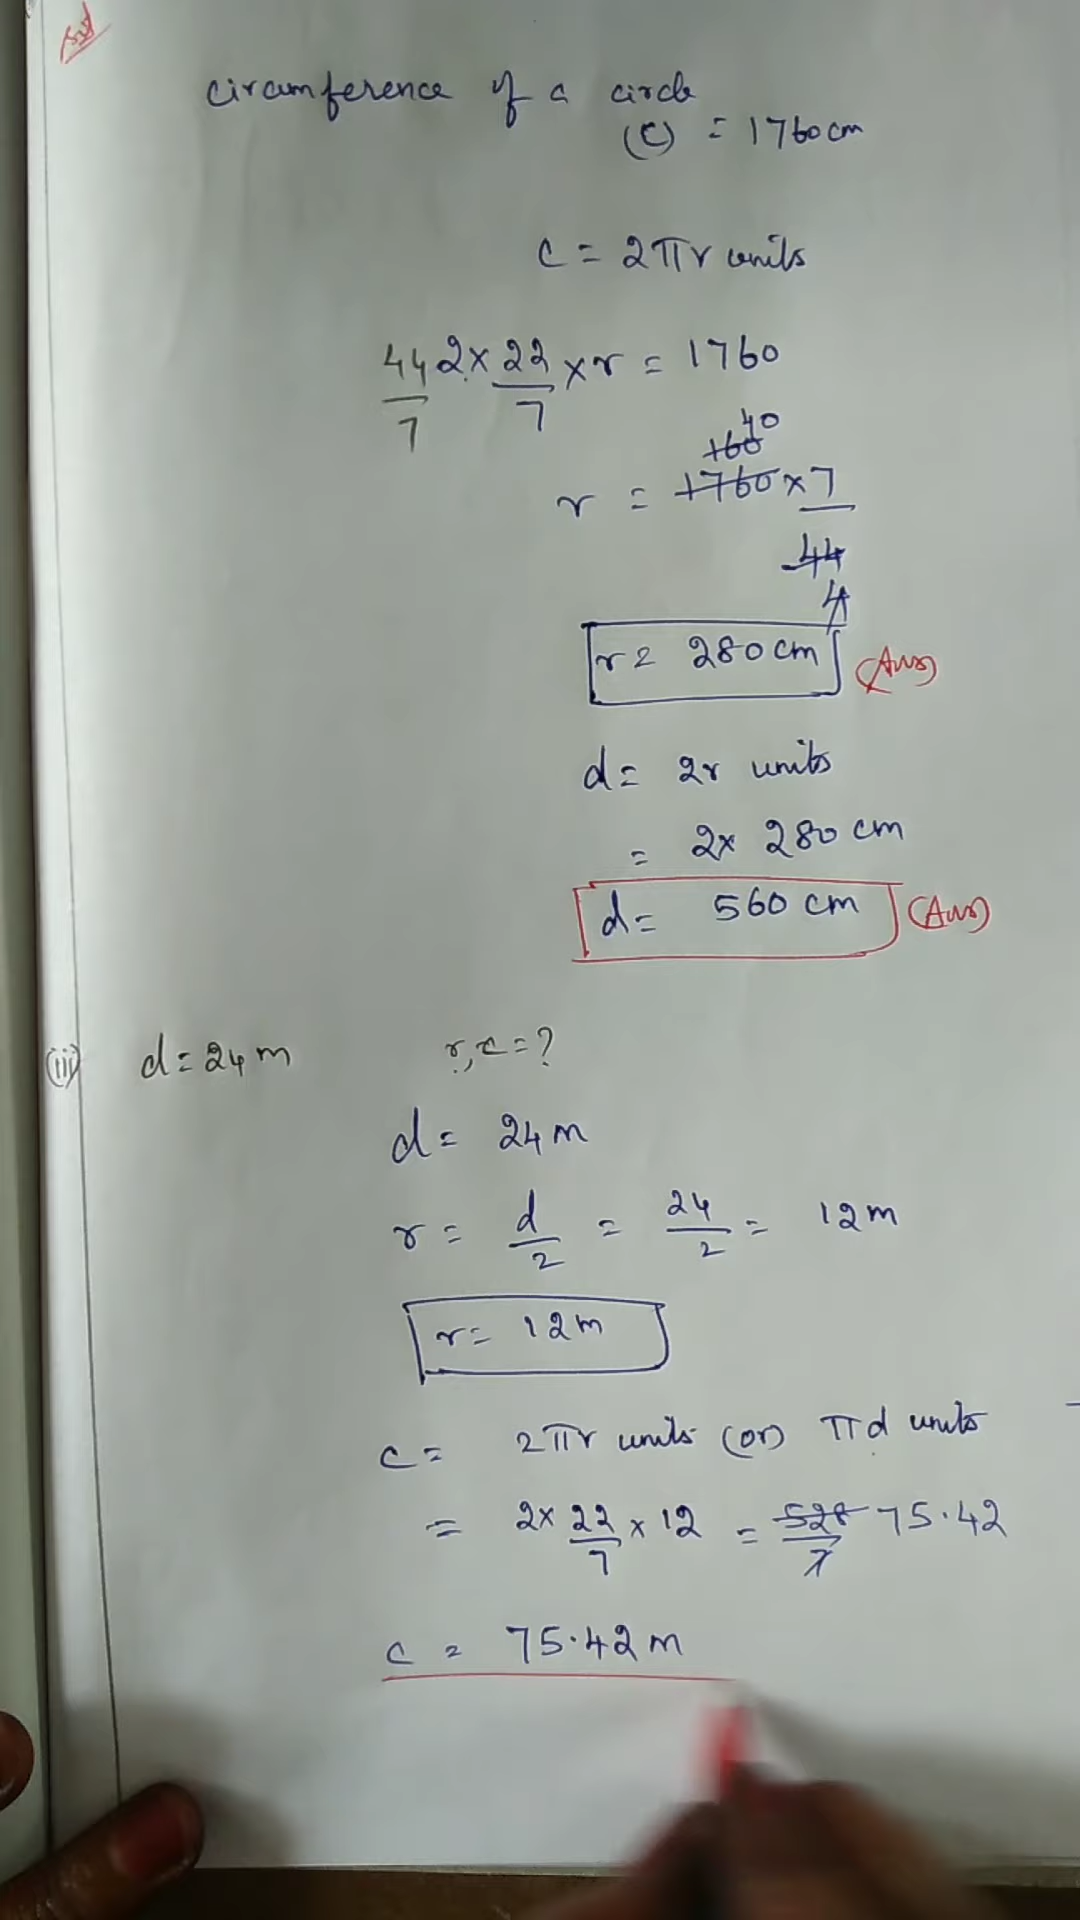 circumference of a circle
(C) = 1760 cm
C = 2πr units
44/7 2 × 22/7 × r = 1760
40
160
r = 1760 × 7
44
4
r = 280 cm (Ans)
d = 2r units
= 2 × 280 cm
d = 560 cm (Ans)
(iii) d = 24 m r, c = ?
d = 24 m
r = d/2 = 24/2 = 12 m
r = 12 m
C = 2πr units (or) πd units
= 2 × 22/7 × 12 = 528/7 75.42
C = 75.42 m